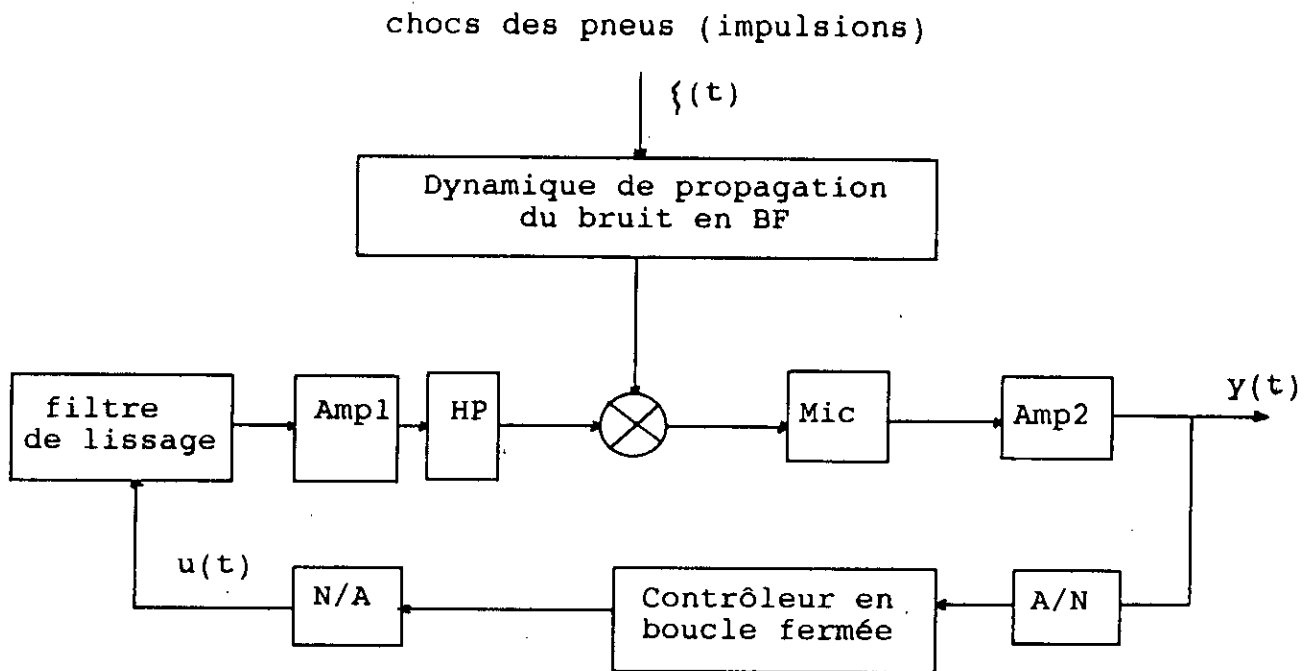 chocs des pneus (impulsions)
ξ(t)
Dynamique de propagation
du bruit en BF
filtre
de lissage
Amp1
HP
Mic
Amp2
y(t)
u(t)
N/A
Contrôleur en
boucle fermée
A/N